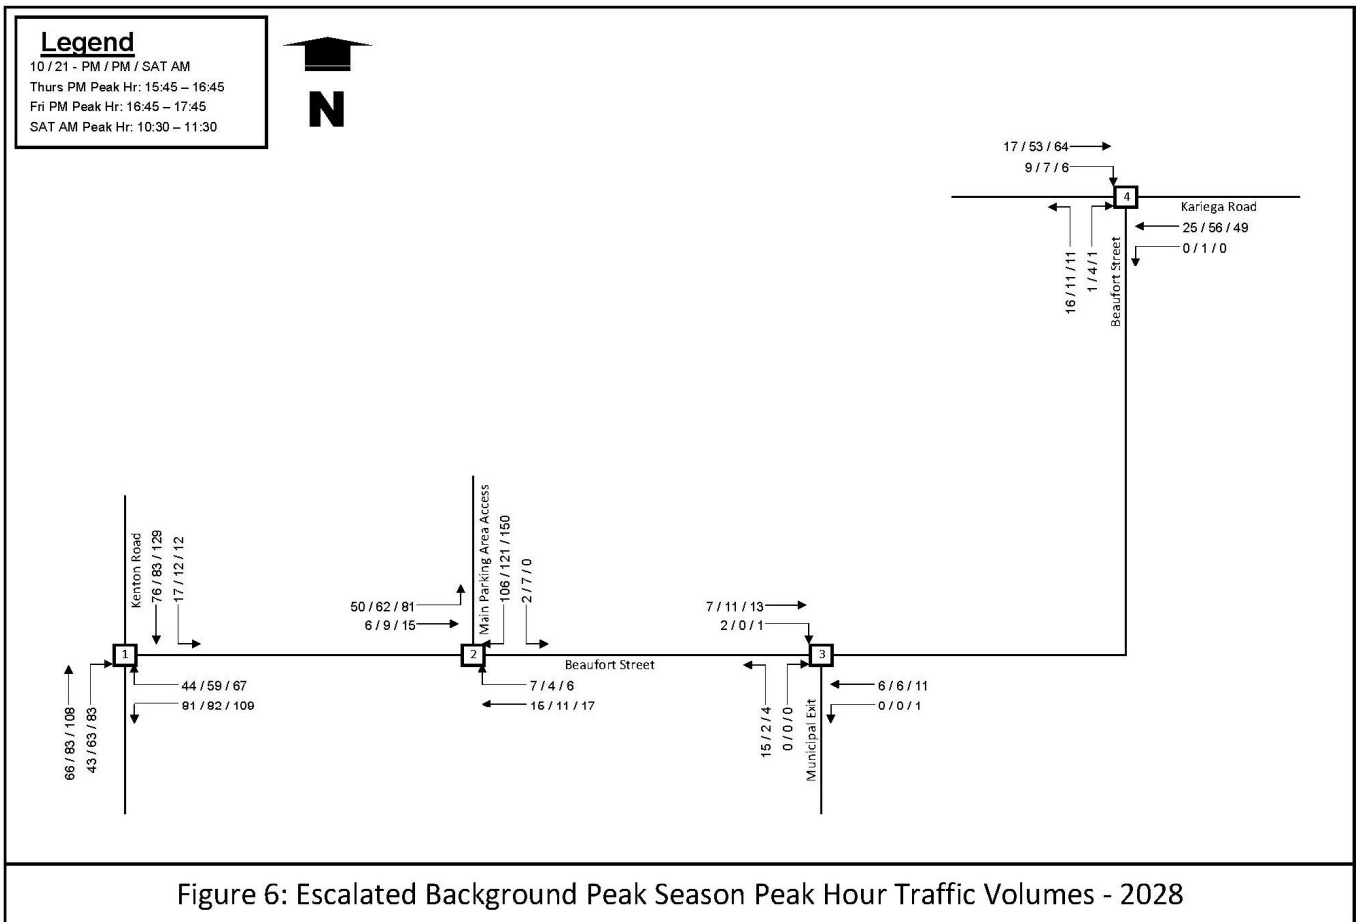 Legend
10 / 21 - PM / PM / SAT AM
Thurs PM Peak Hr: 15:45 – 16:45
Fri PM Peak Hr: 16:45 – 17:45
SAT AM Peak Hr: 10:30 – 11:30
N
17 / 53 / 64
9 / 7 / 6
4
Kariega Road
25 / 56 / 49
0 / 1 / 0
16 / 11 / 11
1 / 4 / 1
Beaufort Street
Kenton Road
76 / 83 / 129
17 / 12 / 12
50 / 62 / 81
6 / 9 / 15
Main Parking Area Access
106 / 121 / 150
2 / 7 / 0
7 / 11 / 13
2 / 0 / 1
1
2
3
Beaufort Street
44 / 59 / 67
81 / 82 / 109
66 / 83 / 108
43 / 63 / 83
7 / 4 / 6
16 / 11 / 17
15 / 2 / 4
0 / 0 / 0
Municipal Exit
6 / 6 / 11
0 / 0 / 1
Figure 6: Escalated Background Peak Season Peak Hour Traffic Volumes - 2028